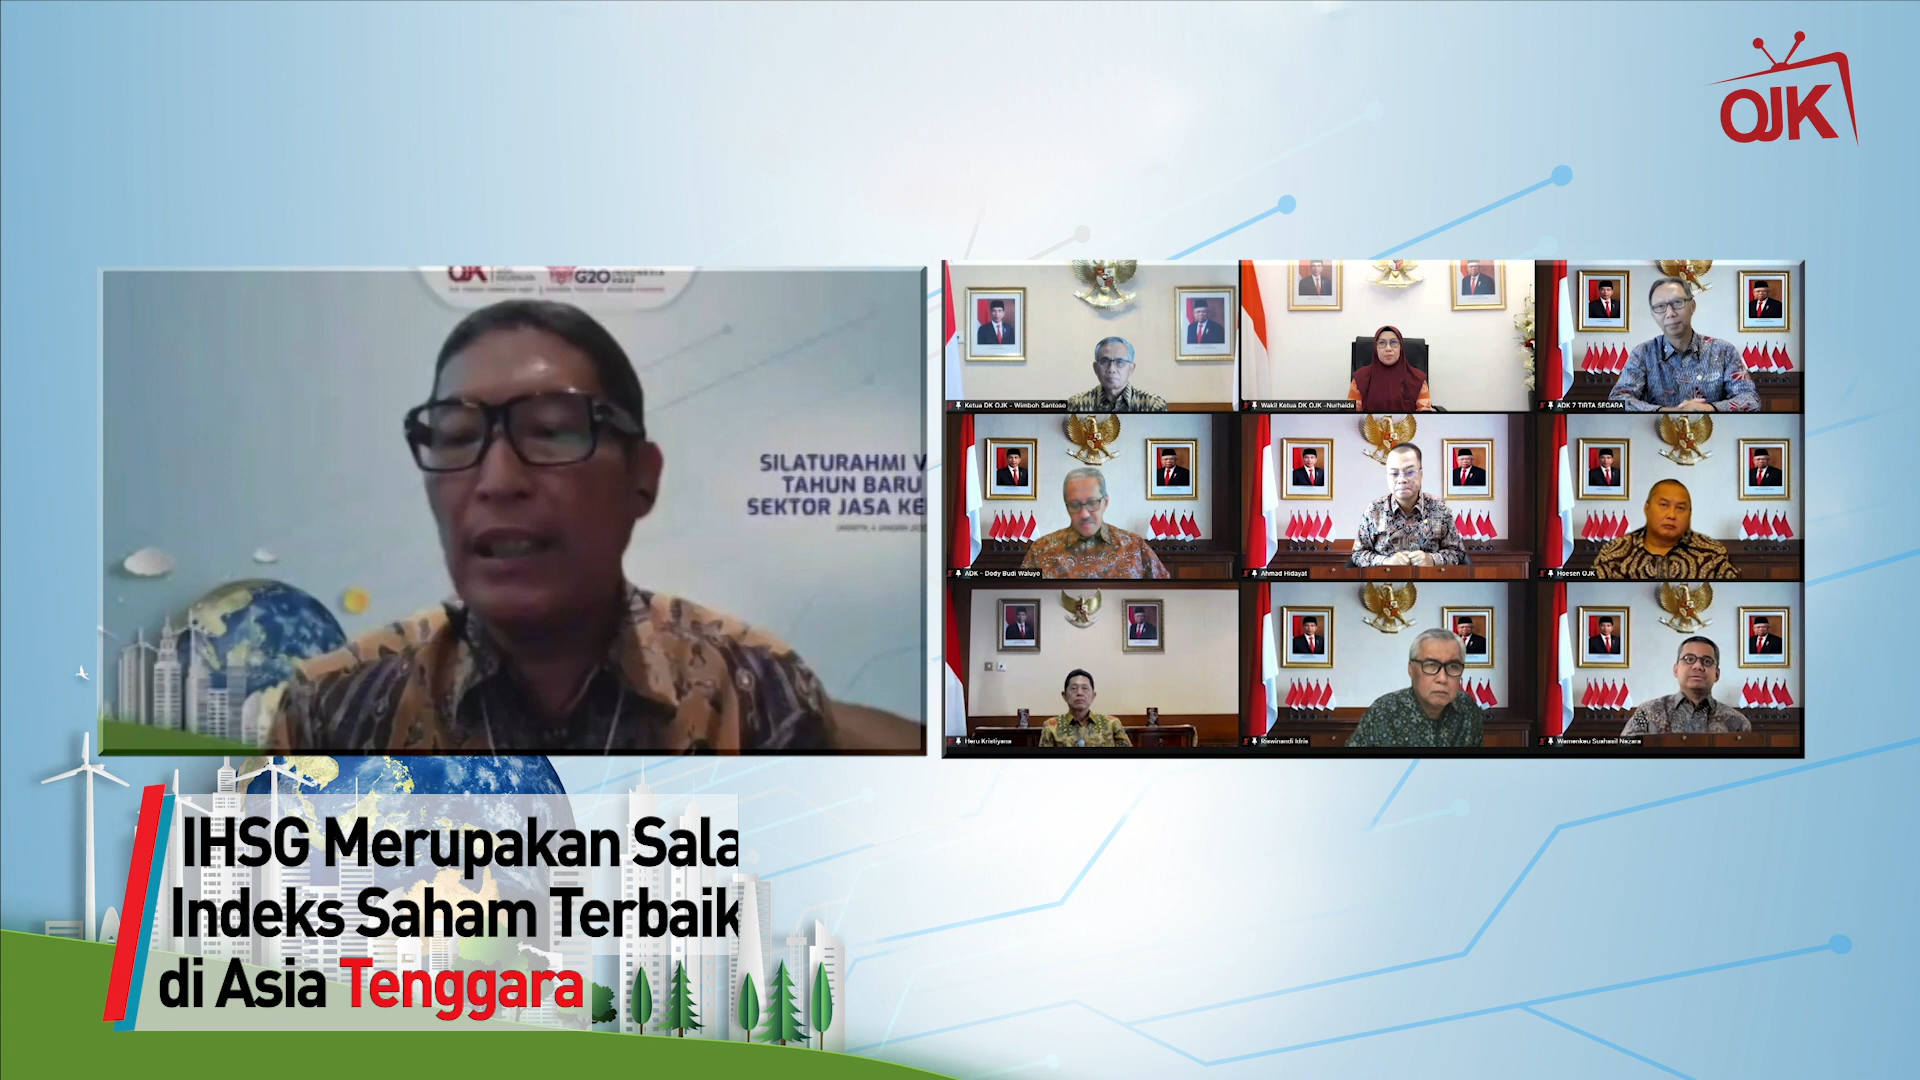 OJK
OJK
G20
INDONESIA
SILATURAHMI V
TAHUN BARU
SEKTOR JASA KE
Ketua DK OJK - Wimboh Santoso
Wakil Ketua DK OJK -Nurhaida
ADK 7 TIRTA SEGARA
ADK - Dody Budi Waluyo
Ahmad Hidayat
Hoesen OJK
Heru Kristiyana
Riswinandi Idris
Wamenkeu Suahasil Nazara
IHSG Merupakan Sala
Indeks Saham Terbaik
di Asia Tenggara